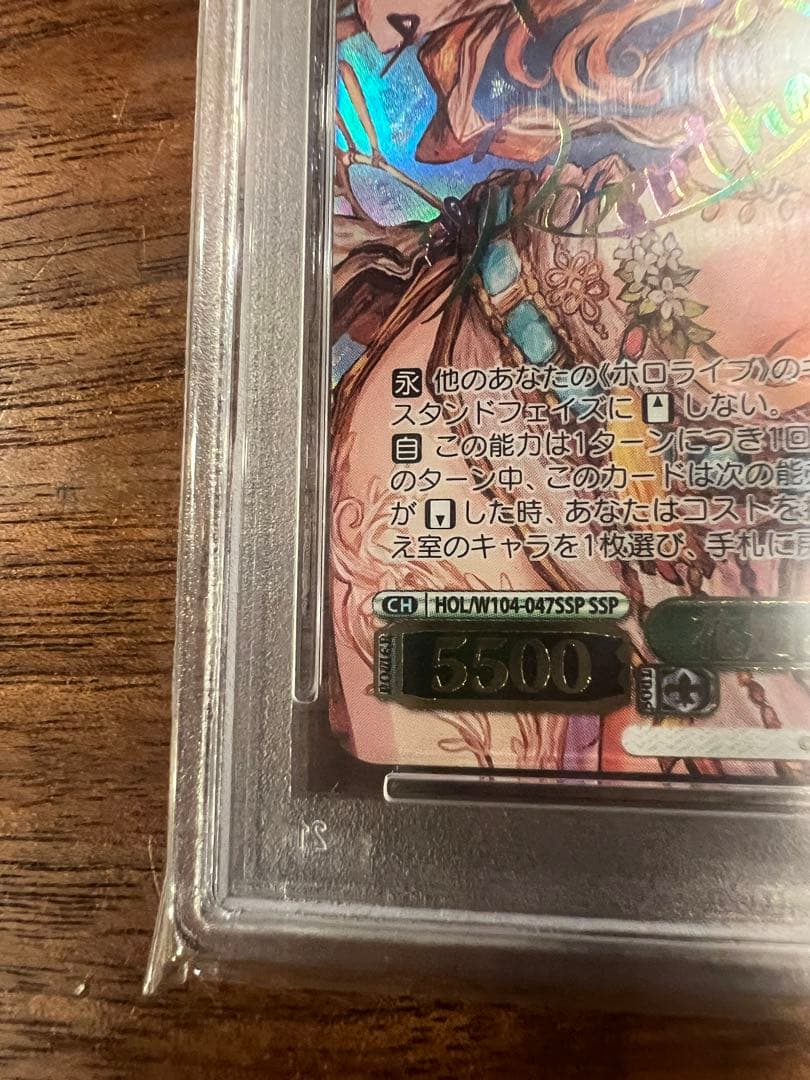 永 他のあなたの《ホロライブ》の
スタンドフェイズに しない。
自 この能力は1ターンにつき1回
のターン中、このカードは次の能
が した時、あなたはコストを
え室のキャラを1枚選び、手札に
CH HOL/W104-047SSP SSP
POWER 5500
SOUL
21